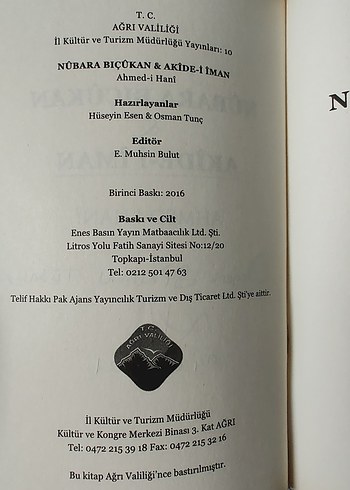 T. C.
AĞRI VALİLİĞİ
İl Kültür ve Turizm Müdürlüğü Yayınları: 10
NÛBARA BIÇÛKAN & AKÎDE-İ ÎMAN
Ahmed-i Hanî
Hazırlayanlar
Hüseyin Esen & Osman Tunç
Editör
E. Muhsin Bulut
Birinci Baskı: 2016
Baskı ve Cilt
Enes Basın Yayın Matbaacılık Ltd. Şti.
Litros Yolu Fatih Sanayi Sitesi No:12/20
Topkapı-İstanbul
Tel: 0212 501 47 63
Telif Hakkı Pak Ajans Yayıncılık Turizm ve Dış Ticaret Ltd. Şti'ye aittir.
T. C.
AĞRI VALİLİĞİ
İl Kültür ve Turizm Müdürlüğü
Kültür ve Kongre Merkezi Binası 3. Kat AĞRI
Tel: 0472 215 39 18 Fax: 0472 215 32 16
Bu kitap Ağrı Valiliği'nce bastırılmıştır.
N